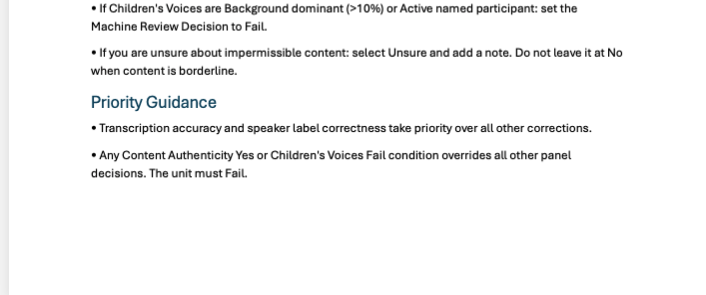 • If Children's Voices are Background dominant (>10%) or Active named participant: set the
Machine Review Decision to Fail.
• If you are unsure about impermissible content: select Unsure and add a note. Do not leave it at No
when content is borderline.
Priority Guidance
• Transcription accuracy and speaker label correctness take priority over all other corrections.
• Any Content Authenticity Yes or Children's Voices Fail condition overrides all other panel
decisions. The unit must Fail.